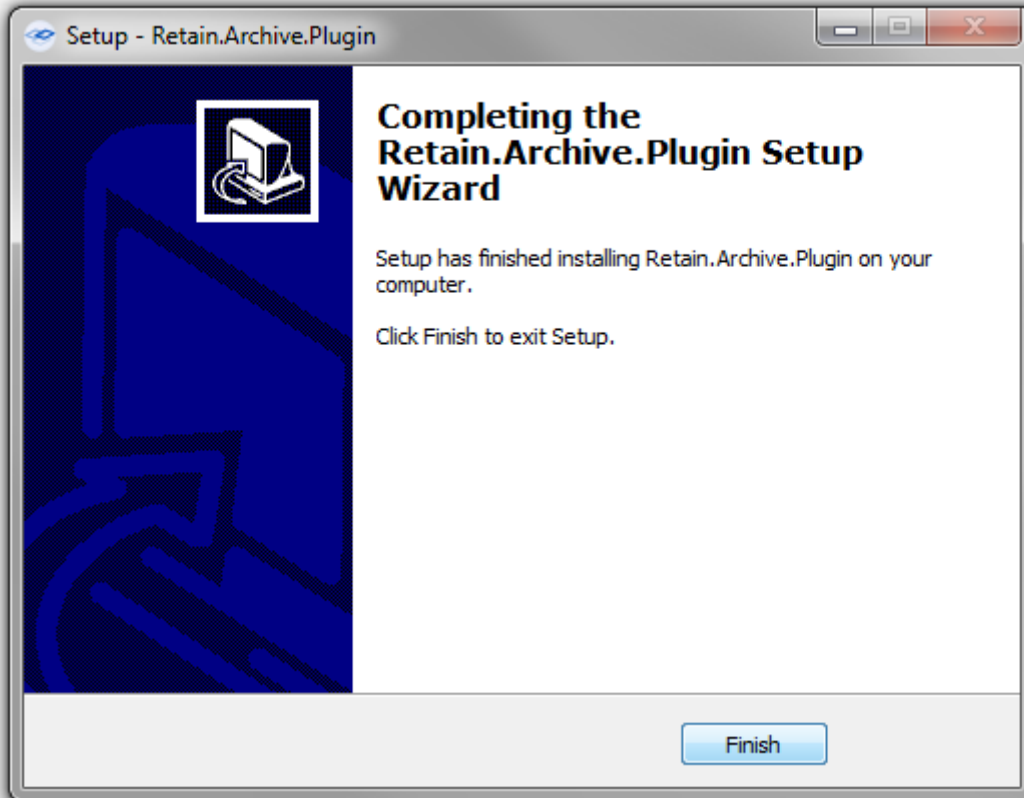 Setup - Retain.Archive.Plugin
Completing the
Retain.Archive.Plugin Setup
Wizard
Setup has finished installing Retain.Archive.Plugin on your
computer.
Click Finish to exit Setup.
Finish